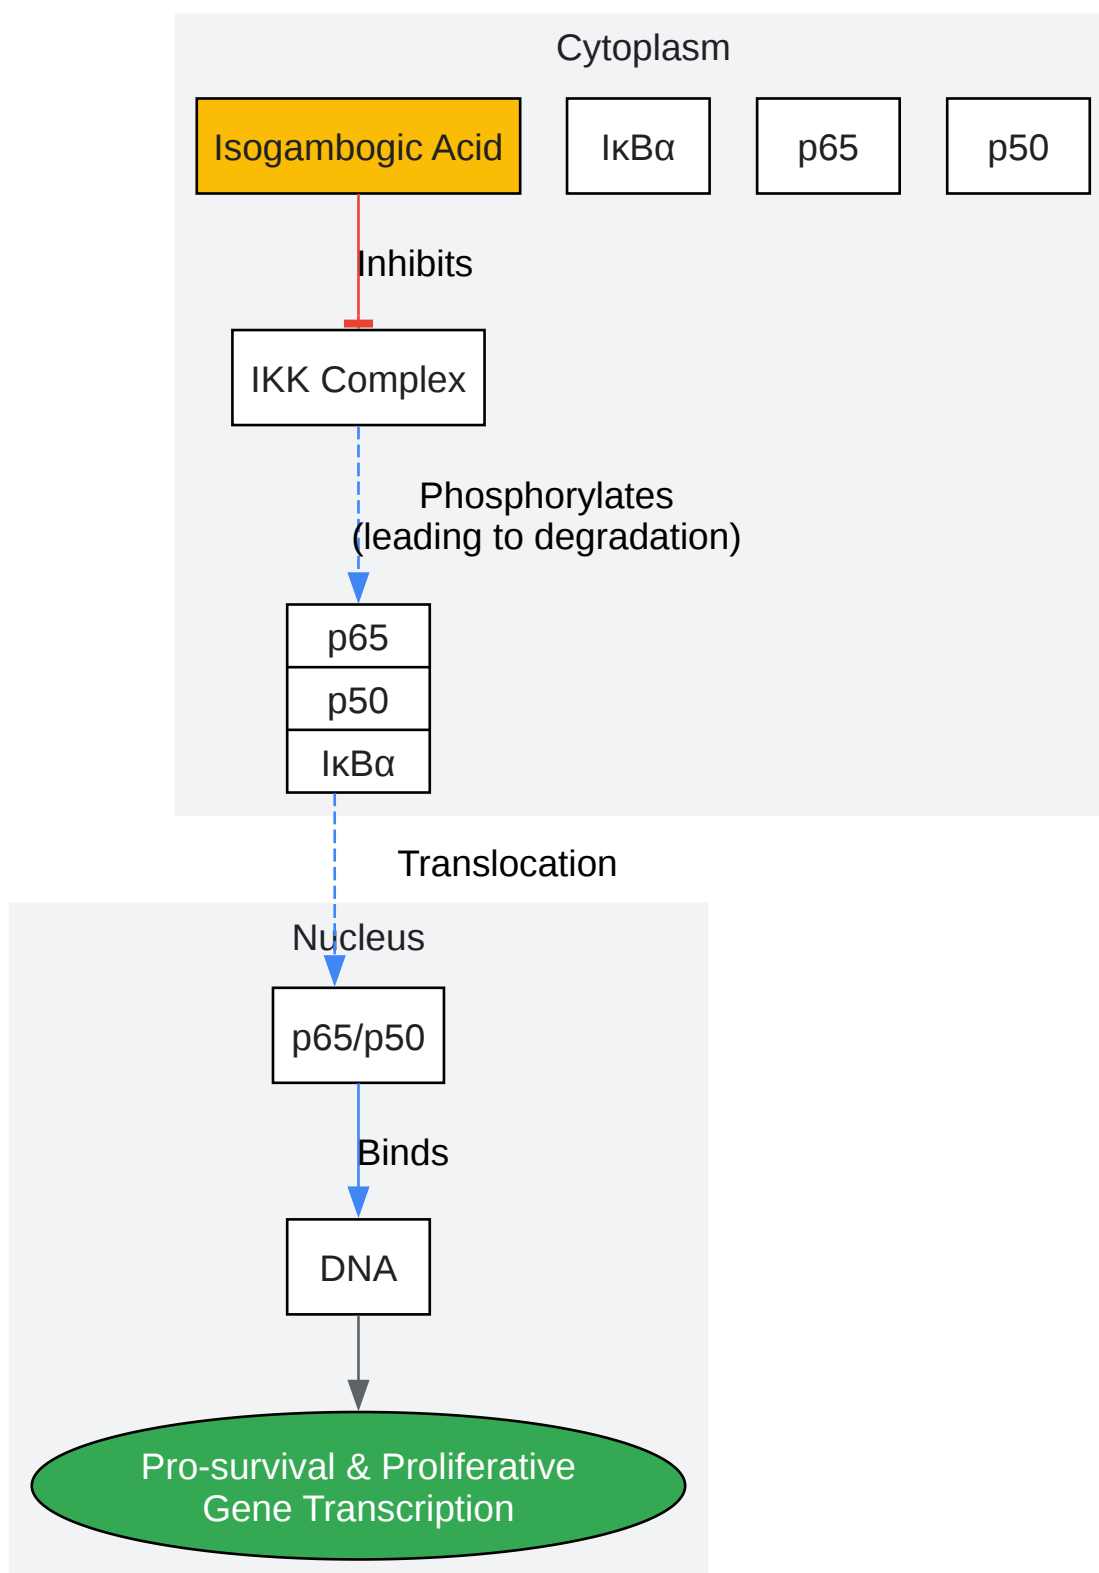 Cytoplasm
Isogambogic Acid
IκBα
p65
p50
Inhibits
IKK Complex
Phosphorylates
(leading to degradation)
p65
p50
IκBα
Translocation
Nucleus
p65/p50
Binds
DNA
Pro-survival & Proliferative
Gene Transcription